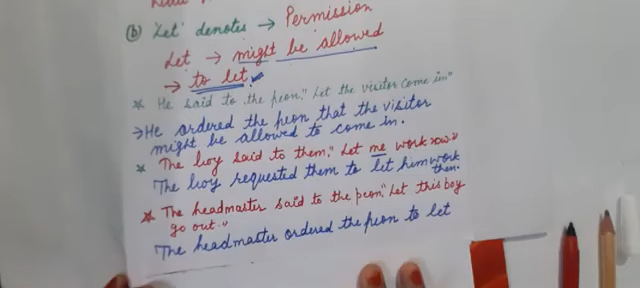 (b) 'Let' denotes → Permission
Let → might be allowed
→ to let.
* He said to the peon, "Let the visitor come in."
→ He ordered the peon that the visitor
might be allowed to come in.
* The boy said to them, "Let me work now"
The boy requested them to let him work
then.
* The headmaster said to the peon, "Let this boy
go out."
The headmaster ordered the peon to let